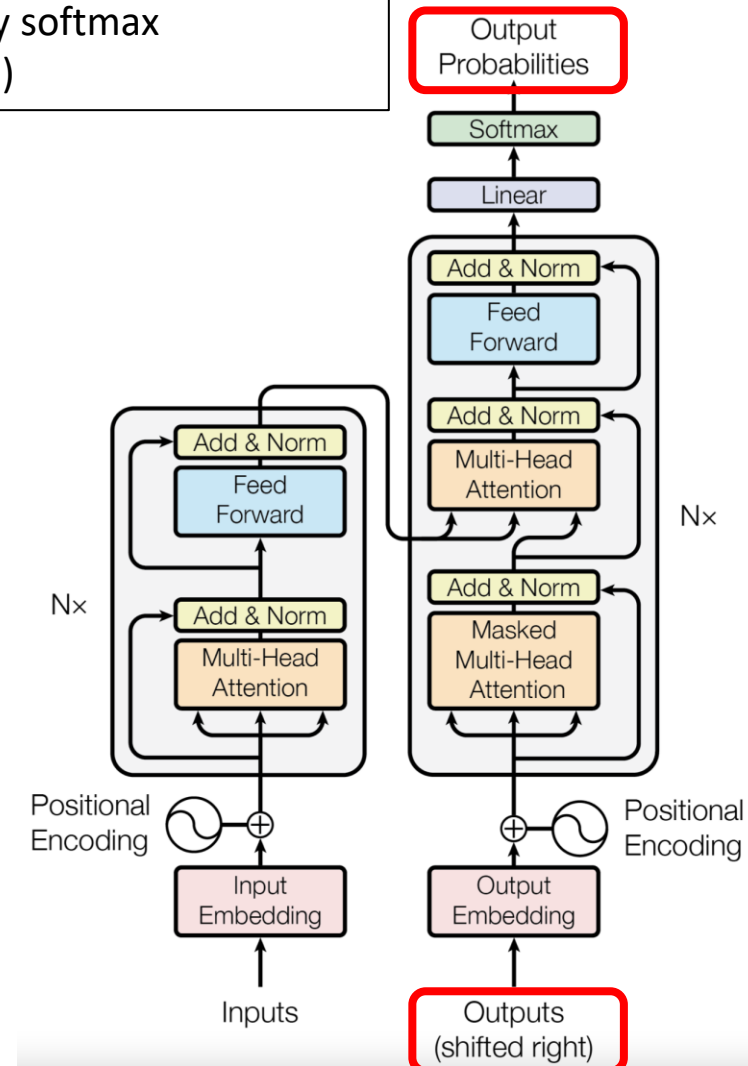 y softmax
)
Output
Probabilities
Softmax
Linear
Add & Norm
Feed
Forward
Add & Norm
Multi-Head
Attention
Nx
Add & Norm
Masked
Multi-Head
Attention
Add & Norm
Feed
Forward
Nx
Add & Norm
Multi-Head
Attention
Positional
Encoding
Positional
Encoding
Input
Embedding
Output
Embedding
Inputs
Outputs
(shifted right)